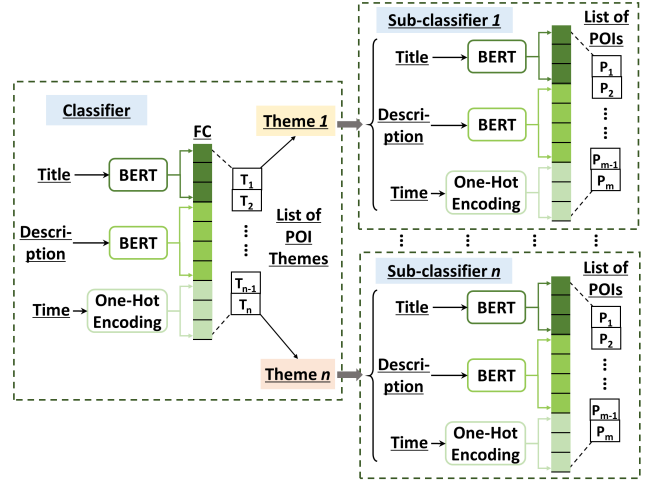 Classifier
FC
Title
BERT
Descri-
ption
BERT
Time
One-Hot
Encoding
T1
T2
List of
POI
Themes
Tn-1
Tn
Theme 1
Theme n
Sub-classifier 1
List of
POIs
Title
BERT
Descri-
ption
BERT
Time
One-Hot
Encoding
P1
P2
Pm-1
Pm
Sub-classifier n
List of
POIs
Title
BERT
Descri-
ption
BERT
Time
One-Hot
Encoding
P1
P2
Pm-1
Pm